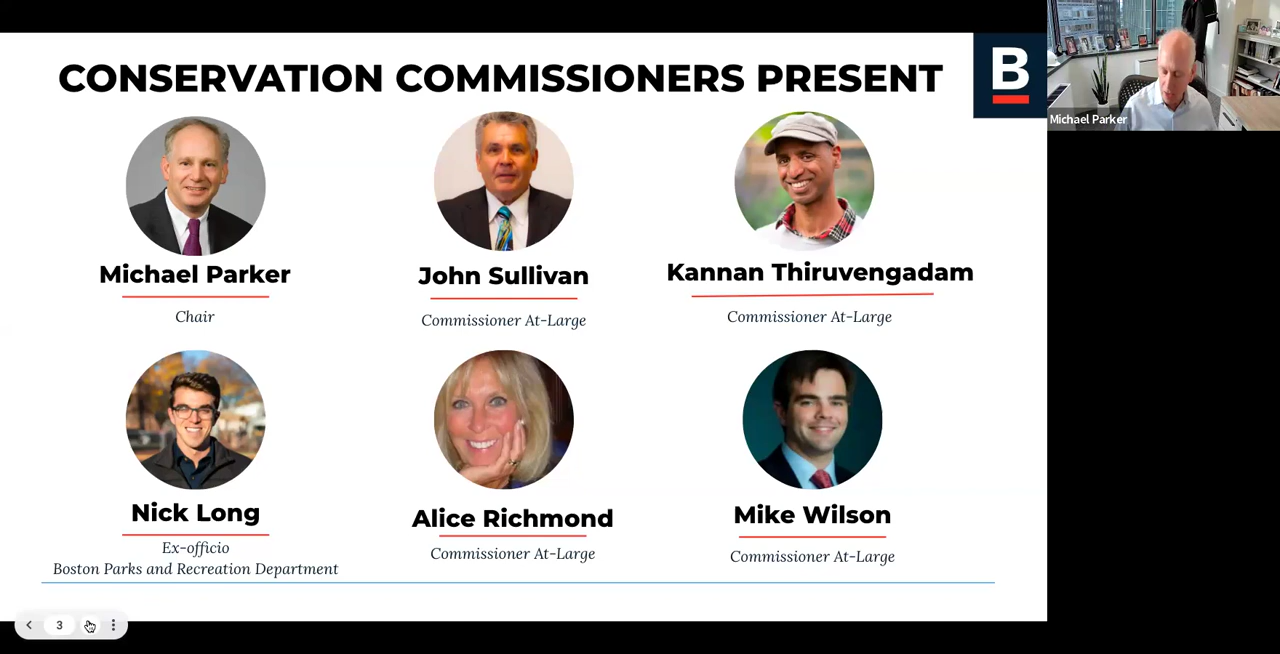 CONSERVATION COMMISSIONERS PRESENT
B
Michael Parker
Michael Parker
Chair
John Sullivan
Commissioner At-Large
Kannan Thiruvengadam
Commissioner At-Large
Nick Long
Ex-officio
Boston Parks and Recreation Department
Alice Richmond
Commissioner At-Large
Mike Wilson
Commissioner At-Large
3